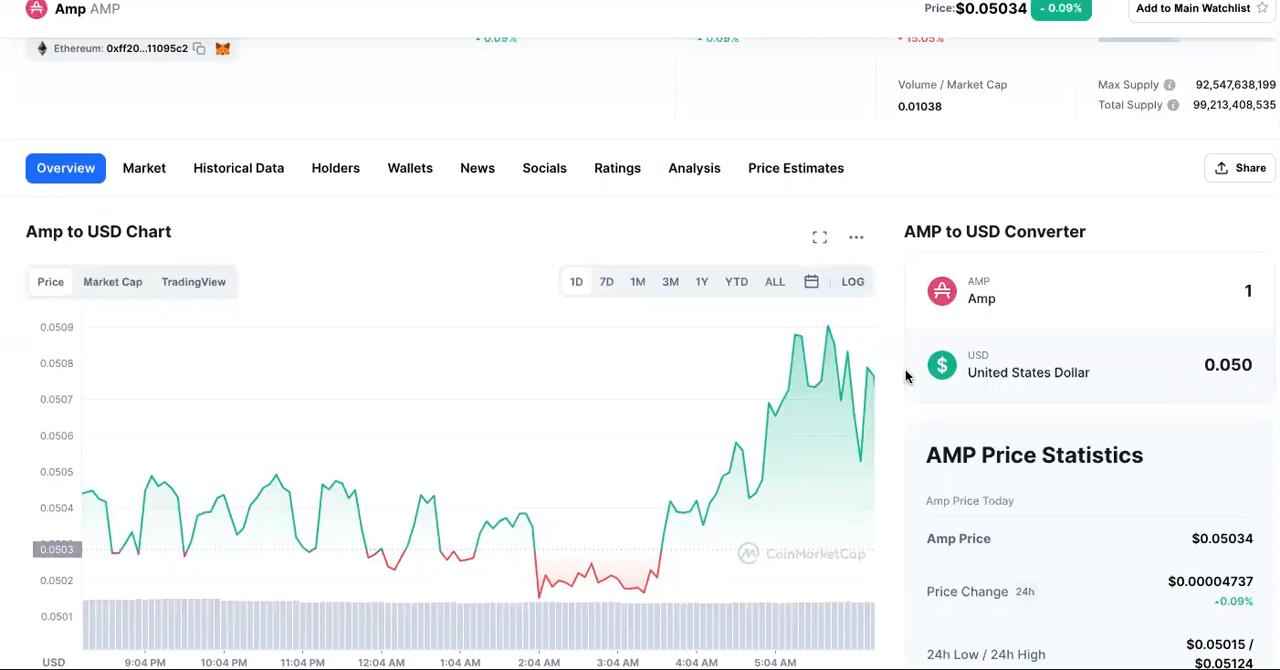 Amp AMP
Price:$0.05034
0.09%
Add to Main Watchlist
Ethereum: 0xff20...11095c2
0.09%
0.09%
15.05%
Volume / Market Cap
0.01038
Max Supply 92,547,638,199
Total Supply 99,213,408,535
Overview Market Historical Data Holders Wallets News Socials Ratings Analysis Price Estimates
Share
Amp to USD Chart
Price Market Cap TradingView
1D 7D 1M 3M 1Y YTD ALL LOG
0.0509
0.0508
0.0507
0.0506
0.0505
0.0504
0.0503
0.0502
0.0501
CoinMarketCap
USD 9:04 PM 10:04 PM 11:04 PM 12:04 AM 1:04 AM 2:04 AM 3:04 AM 4:04 AM 5:04 AM
AMP to USD Converter
AMP
Amp
1
USD
United States Dollar
0.050
AMP Price Statistics
Amp Price Today
Amp Price $0.05034
Price Change 24h
$0.00004737
0.09%
24h Low / 24h High
$0.05015 /
$0.05124